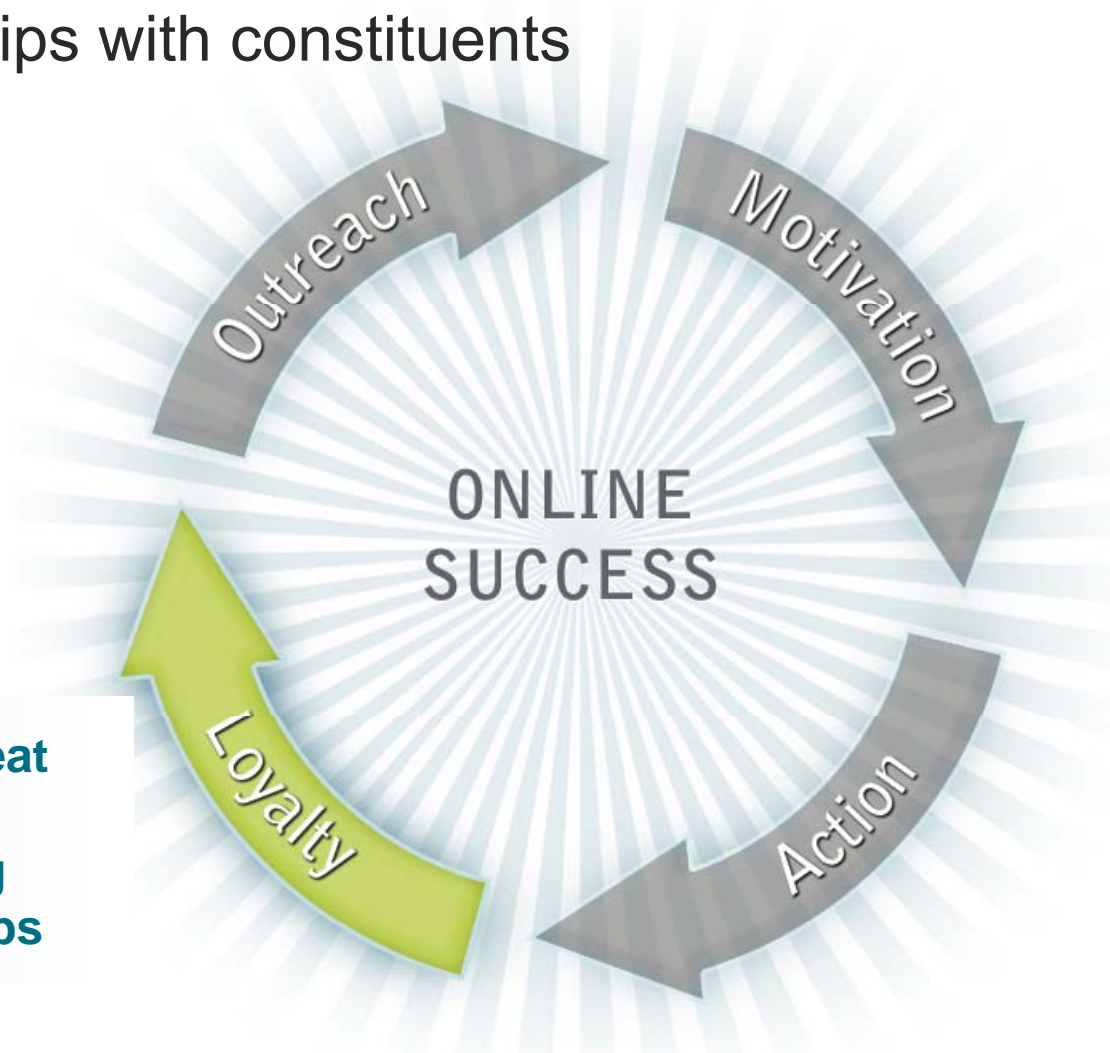 ips with constituents
Outreach
Motivation
ONLINE
SUCCESS
eat
Loyalty
Action
g
ps